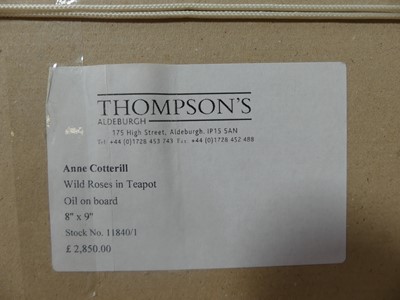 THOMPSON'S
ALDEBURGH
175 High Street, Aldeburgh. IP15 5AN
Tel +44 (0)1728 453 743 Fax +44 (0)1728 452 488
Anne Cotterill
Wild Roses in Teapot
Oil on board
8" x 9"
Stock No. 11840/1
£ 2,850.00